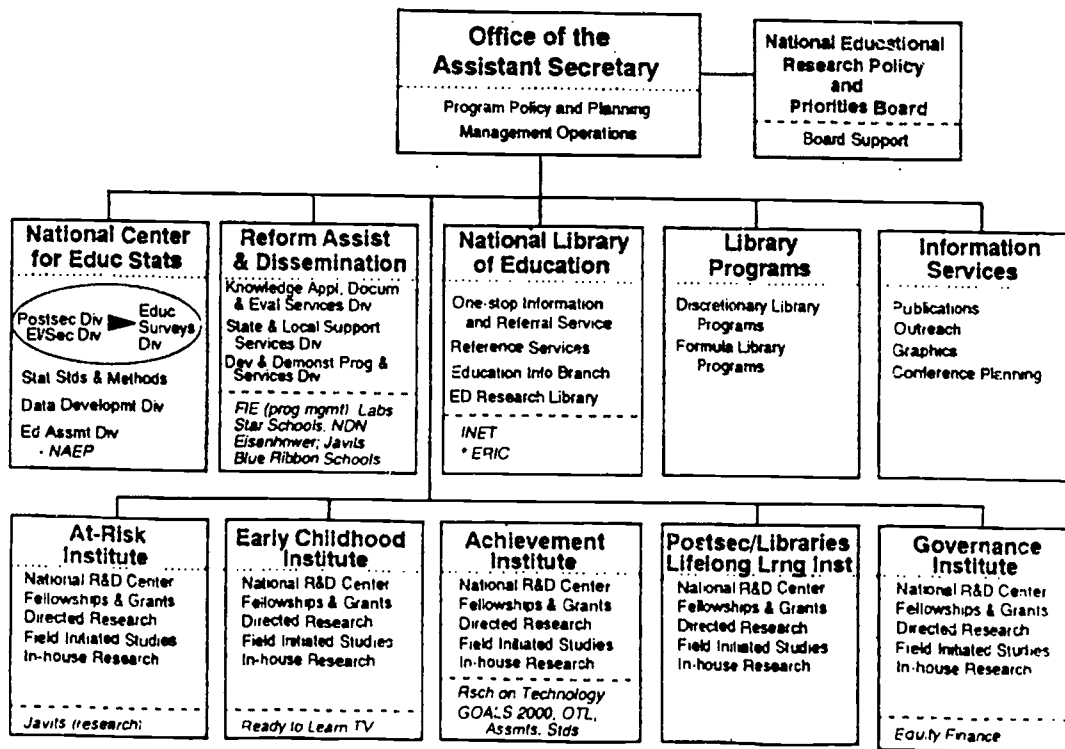 Office of the
Assistant Secretary
Program Policy and Planning
Management Operations
National Educational
Research Policy
and
Priorities Board
Board Support
National Center
for Educ Stats
Postsec Div
El/Sec Div
Educ
Surveys
Div
Stat Stds & Methods
Data Developmt Div
Ed Assmt Div
- NAEP
Reform Assist
& Dissemination
Knowledge Appl, Docum
& Eval Services Div
State & Local Support
Services Div
Dev & Demonst Prog &
Services Div
FIE (prog mgmt) Labs
Star Schools, NDN
Eisenhower; Javits
Blue Ribbon Schools
National Library
of Education
One-stop Information
and Referral Service
Reference Services
Education Info Branch
ED Research Library
INET
* ERIC
Library
Programs
Discretionary Library
Programs
Formula Library
Programs
Information
Services
Publications
Outreach
Graphics
Conference Planning
At-Risk
Institute
National R&D Center
Fellowships & Grants
Directed Research
Field Initiated Studies
In-house Research
Javits (research)
Early Childhood
Institute
National R&D Center
Fellowships & Grants
Directed Research
Field Initiated Studies
In-house Research
Ready to Learn TV
Achievement
Institute
National R&D Center
Fellowships & Grants
Directed Research
Field Initiated Studies
In-house Research
Rsch on Technology
GOALS 2000, OTL,
Assmts, Stds
Postsec/Libraries
Lifelong Lrng Inst
National R&D Center
Fellowships & Grants
Directed Research
Field Initiated Studies
In-house Research
Governance
Institute
National R&D Center
Fellowships & Grants
Directed Research
Field Initiated Studies
In-house Research
Equity Finance